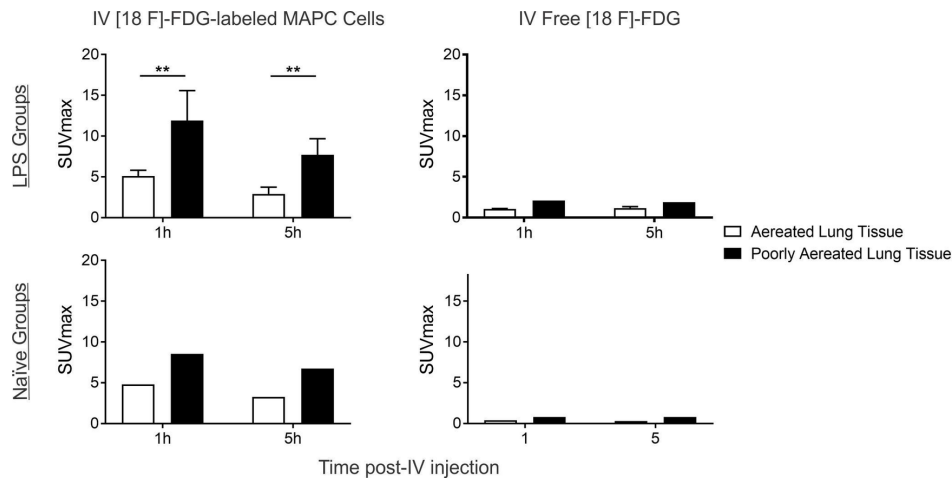 IV [18 F]-FDG-labeled MAPC Cells
IV Free [18 F]-FDG
LPS Groups
SUVmax
20
15
10
5
0
**
**
1h
5h
SUVmax
20
15
10
5
0
1h
5h
Aereated Lung Tissue
Poorly Aereated Lung Tissue
Naïve Groups
SUVmax
20
15
10
5
0
1h
5h
SUVmax
15
10
5
0
1
5
Time post-IV injection